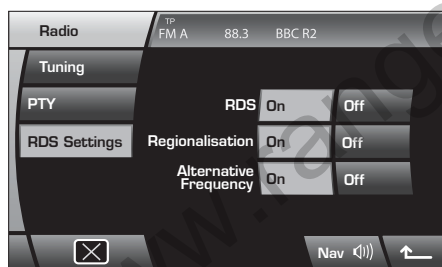 Radio
TP
FM A 88.3 BBC R2
Tuning
PTY
RDS On Off
RDS Settings
Regionalisation On Off
Alternative
Frequency On Off
Nav